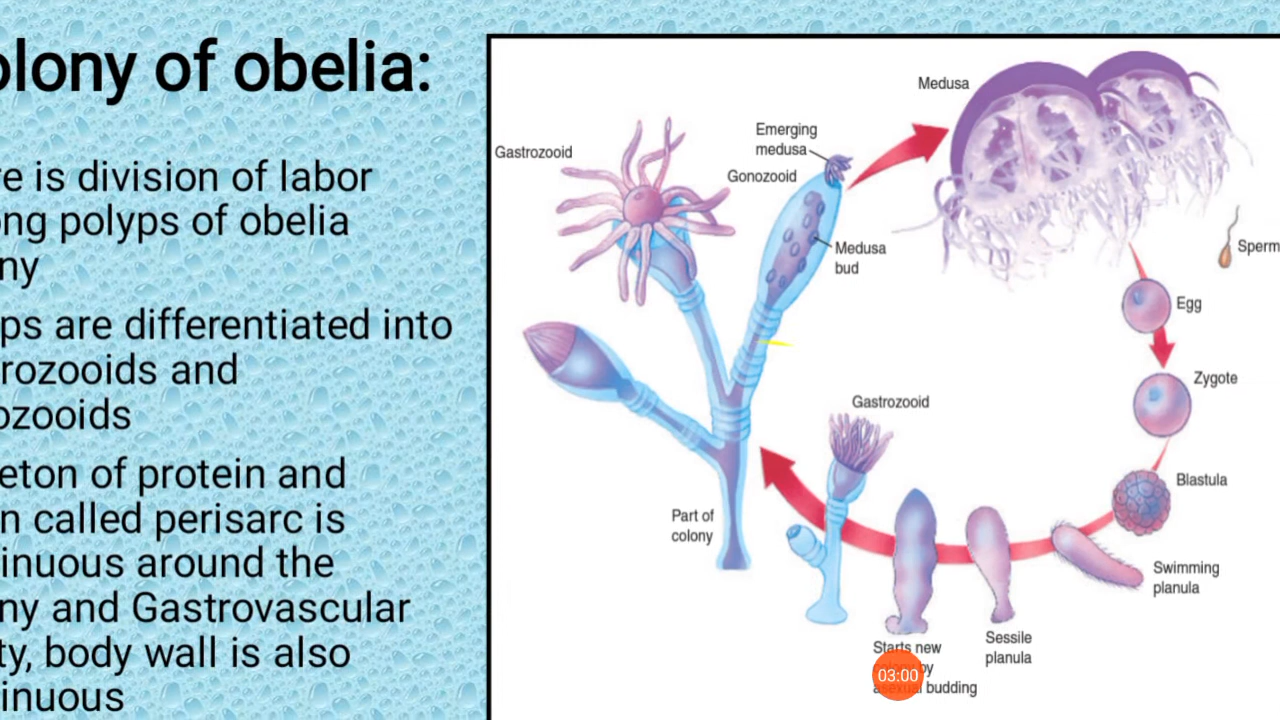 olony of obelia:
re is division of labor
ong polyps of obelia
ny
ps are differentiated into
rozooids and
ozooids
eton of protein and
n called perisarc is
inuous around the
ny and Gastrovascular
ty, body wall is also
inuous
Gastrozooid
Emerging
medusa
Gonozooid
Medusa
bud
Medusa
Sperm
Egg
Zygote
Blastula
Swimming
planula
Sessile
planula
Starts new
colony by
asexual budding
Gastrozooid
Part of
colony
03:00